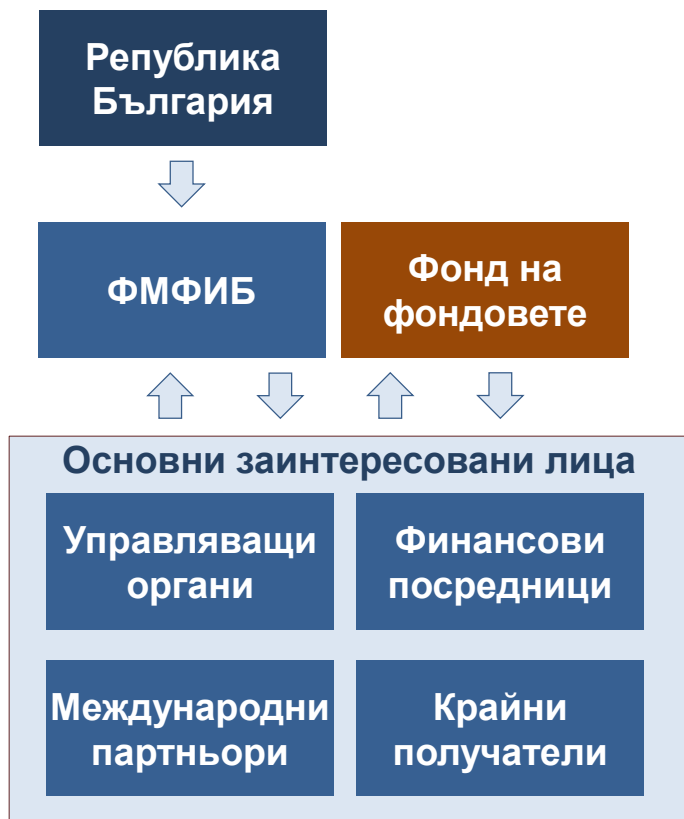 Република
България
ФМФИБ
Фонд на
фондовете
Основни заинтересовани лица
Управляващи
органи
Финансови
посредници
Международни
партньори
Крайни
получатели